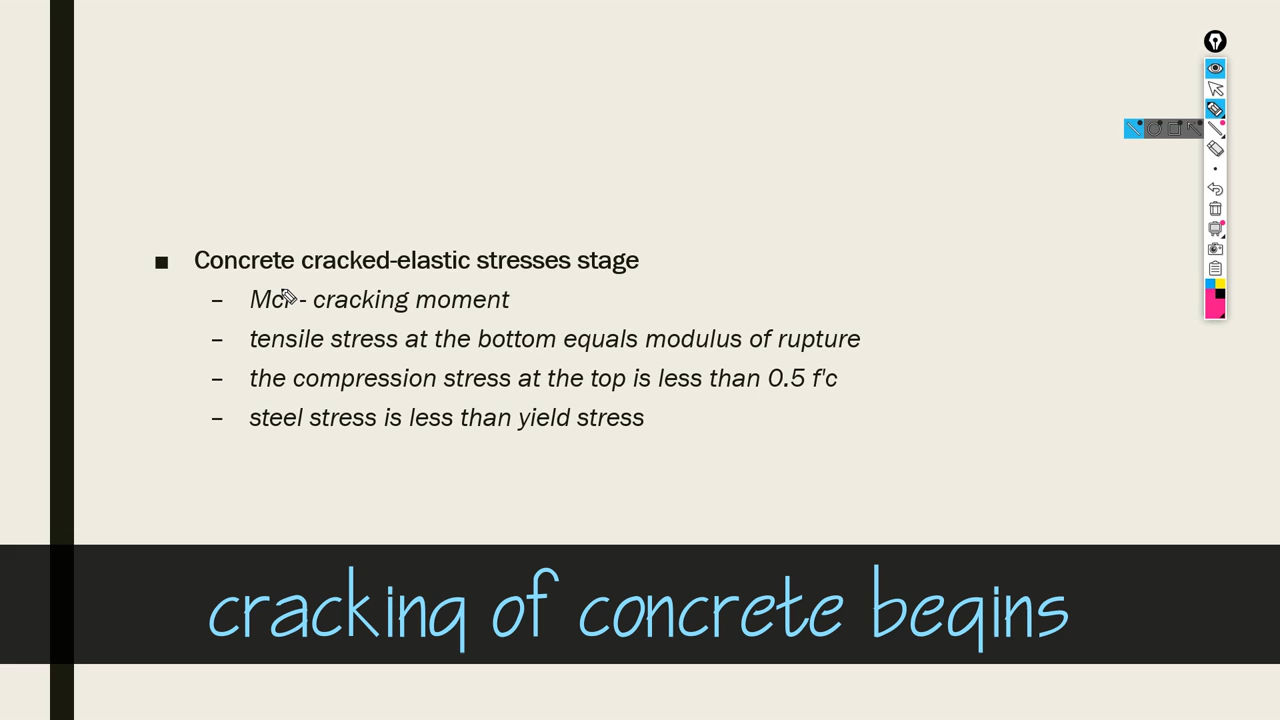 ■ Concrete cracked-elastic stresses stage
– Mcr - cracking moment
– tensile stress at the bottom equals modulus of rupture
– the compression stress at the top is less than 0.5 f'c
– steel stress is less than yield stress
cracking of concrete begins